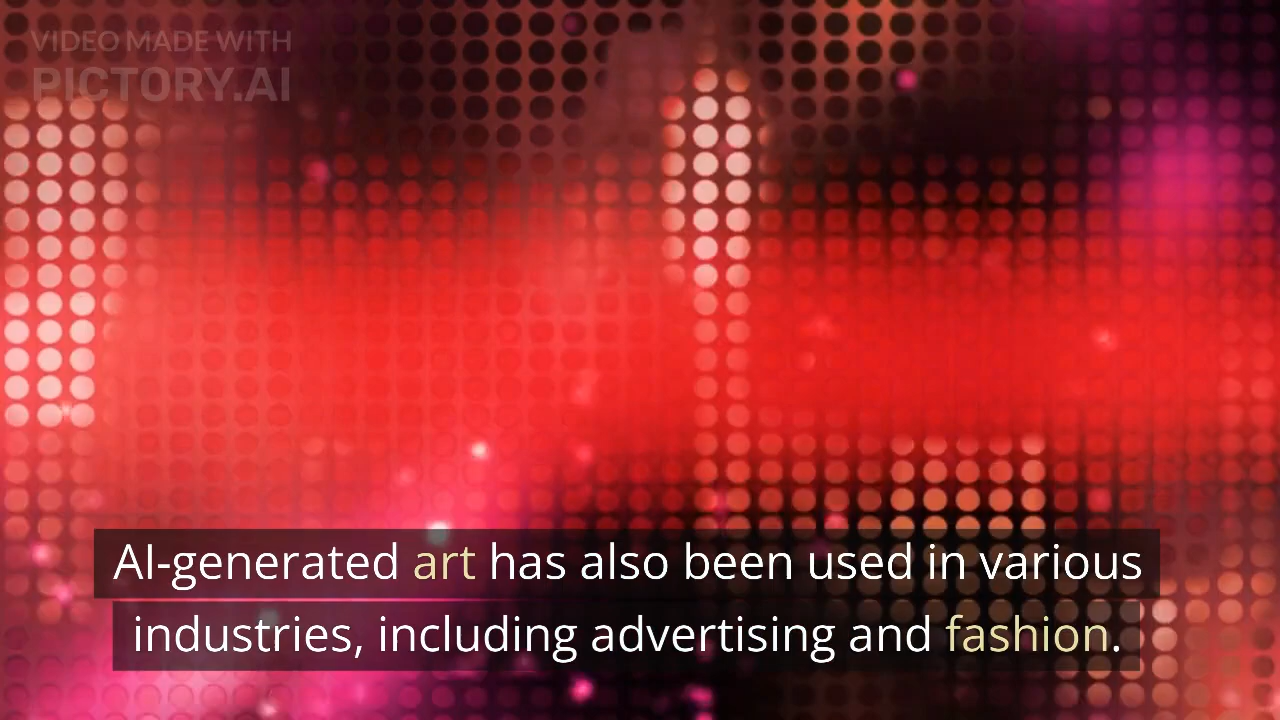 VIDEO MADE WITH
PICTORY.AI
AI-generated art has also been used in various
industries, including advertising and fashion.